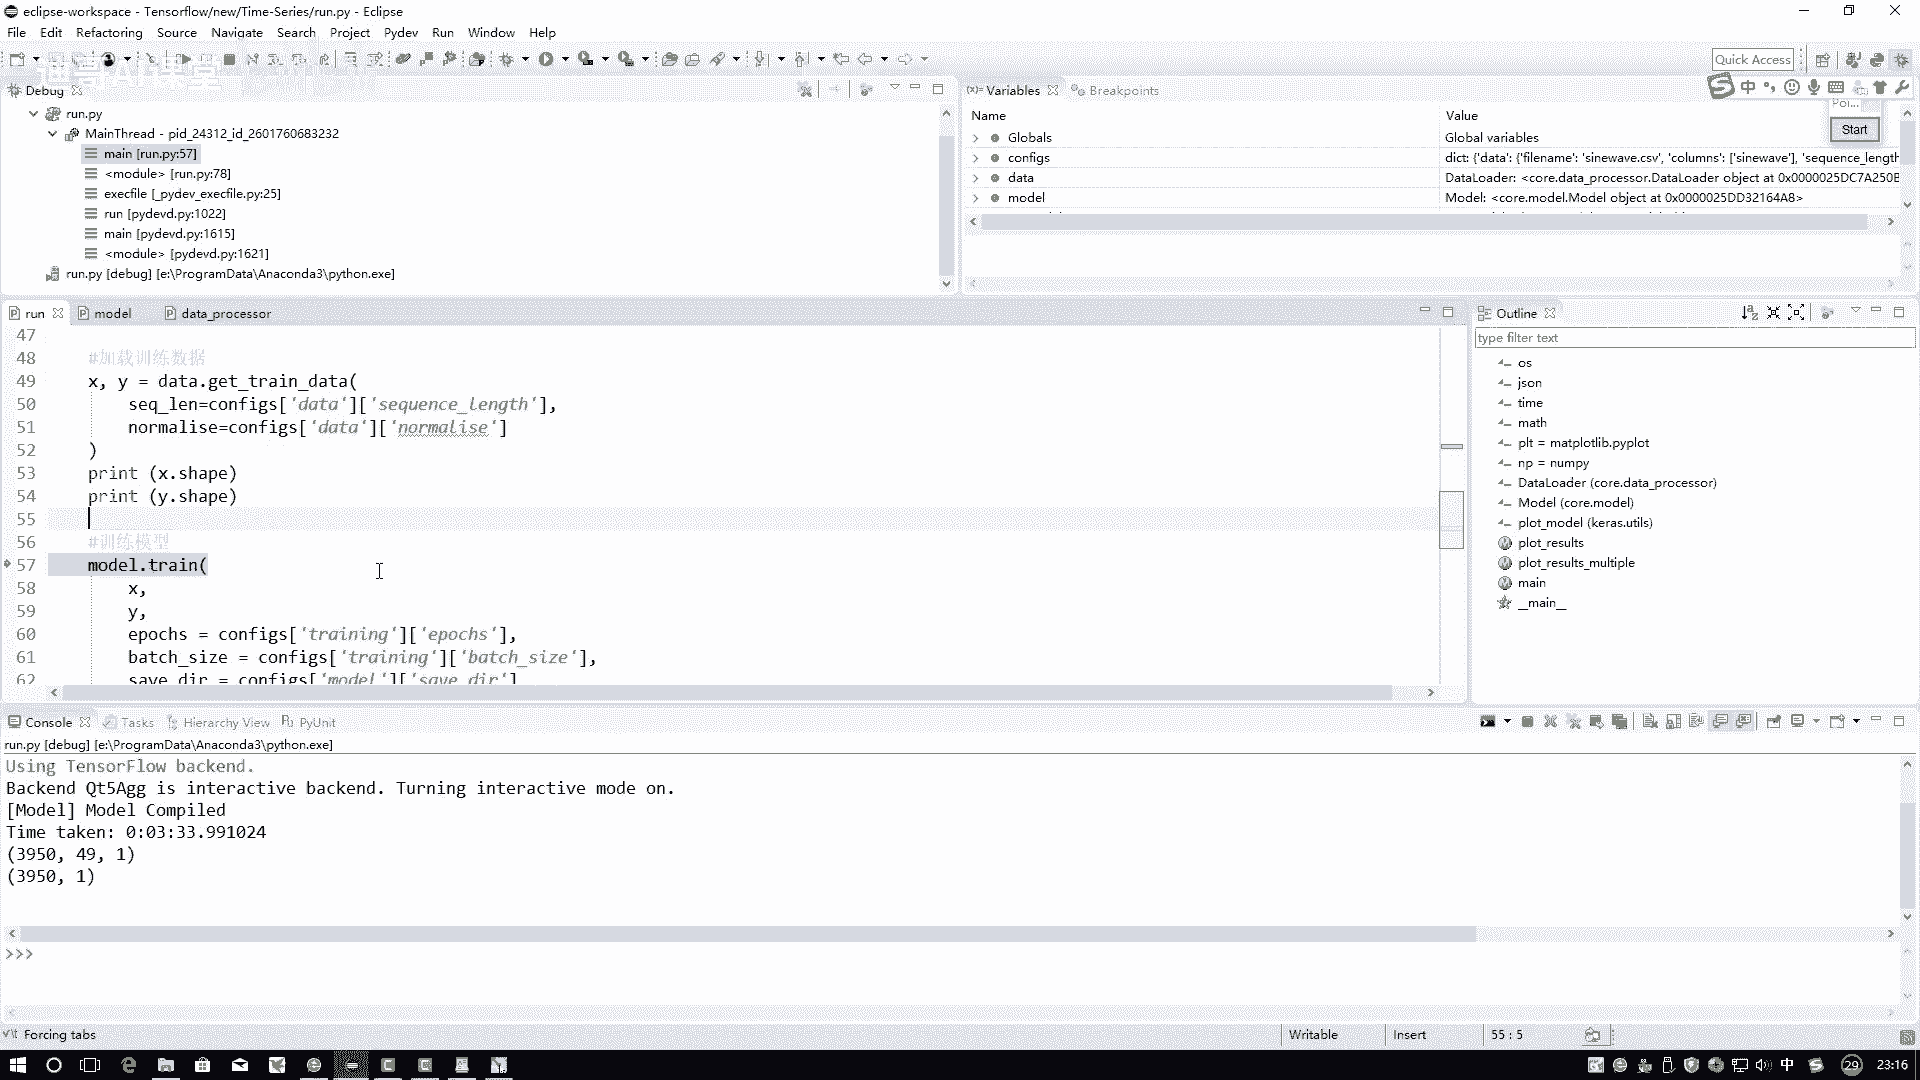 eclipse-workspace - Tensorflow/new/Time-Series/run.py - Eclipse
File Edit Refactoring Source Navigate Search Project Pydev Run Window Help
Quick Access
Debug
run.py
MainThread - pid_24312_id_2601760683232
main [run.py:57]
<module> [run.py:78]
execfile [_pydev_execfile.py:25]
run [pydevd.py:1022]
main [pydevd.py:1615]
<module> [pydevd.py:1621]
run.py [debug] [e:\ProgramData\Anaconda3\python.exe]
(x)= Variables Breakpoints
中
Poi...
Start
Name Value
Globals Global variables
configs dict: {'data': {'filename': 'sinewave.csv', 'columns': ['sinewave'], 'sequence_length
data DataLoader: <core.data_processor.DataLoader object at 0x0000025DC7A250B
model Model: <core.model.Model object at 0x0000025DD32164A8>
run model data_processor
47
48 #加载训练数据
49 x, y = data.get_train_data(
50 seq_len=configs['data']['sequence_length'],
51 normalise=configs['data']['normalise']
52 )
53 print (x.shape)
54 print (y.shape)
55
56 #训练模型
57 model.train(
58 x,
59 y,
60 epochs = configs['training']['epochs'],
61 batch_size = configs['training']['batch_size'],
62 save_dir = configs['model']['save_dir']
Outline
type filter text
os
json
time
math
plt = matplotlib.pyplot
np = numpy
DataLoader (core.data_processor)
Model (core.model)
plot_model (keras.utils)
plot_results
plot_results_multiple
main
__main__
Console Tasks Hierarchy View PyUnit
run.py [debug] [e:\ProgramData\Anaconda3\python.exe]
Using TensorFlow backend.
Backend Qt5Agg is interactive backend. Turning interactive mode on.
[Model] Model Compiled
Time taken: 0:03:33.991024
(3950, 49, 1)
(3950, 1)
>>>
Forcing tabs
Writable
Insert
55 : 5
中
29
23:16